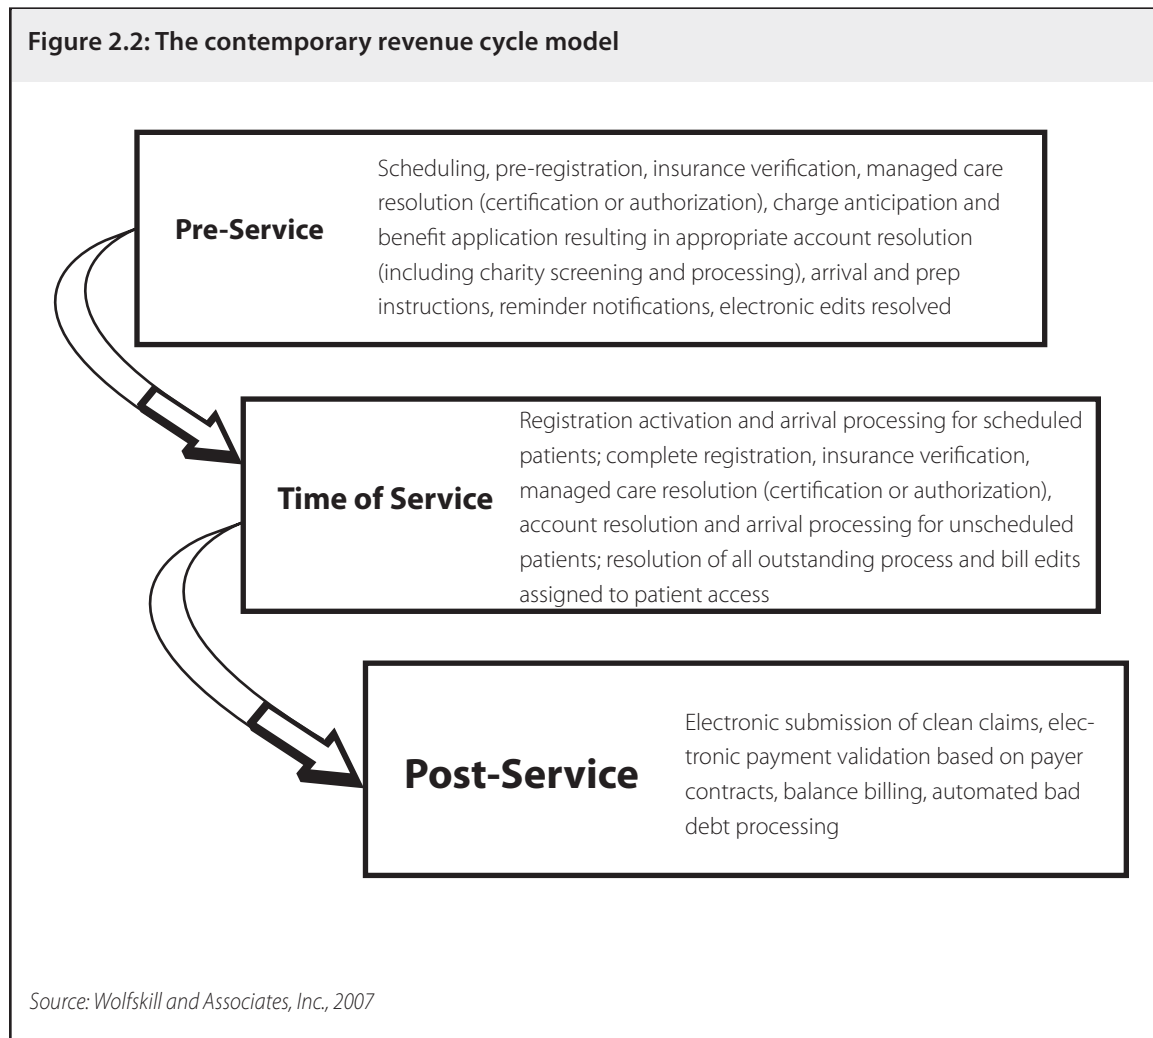 Figure 2.2: The contemporary revenue cycle model
Pre-Service
Scheduling, pre-registration, insurance verification, managed care
resolution (certification or authorization), charge anticipation and
benefit application resulting in appropriate account resolution
(including charity screening and processing), arrival and prep
instructions, reminder notifications, electronic edits resolved
Time of Service
Registration activation and arrival processing for scheduled
patients; complete registration, insurance verification,
managed care resolution (certification or authorization),
account resolution and arrival processing for unscheduled
patients; resolution of all outstanding process and bill edits
assigned to patient access
Post-Service
Electronic submission of clean claims, elec-
tronic payment validation based on payer
contracts, balance billing, automated bad
debt processing
Source: Wolfskill and Associates, Inc., 2007